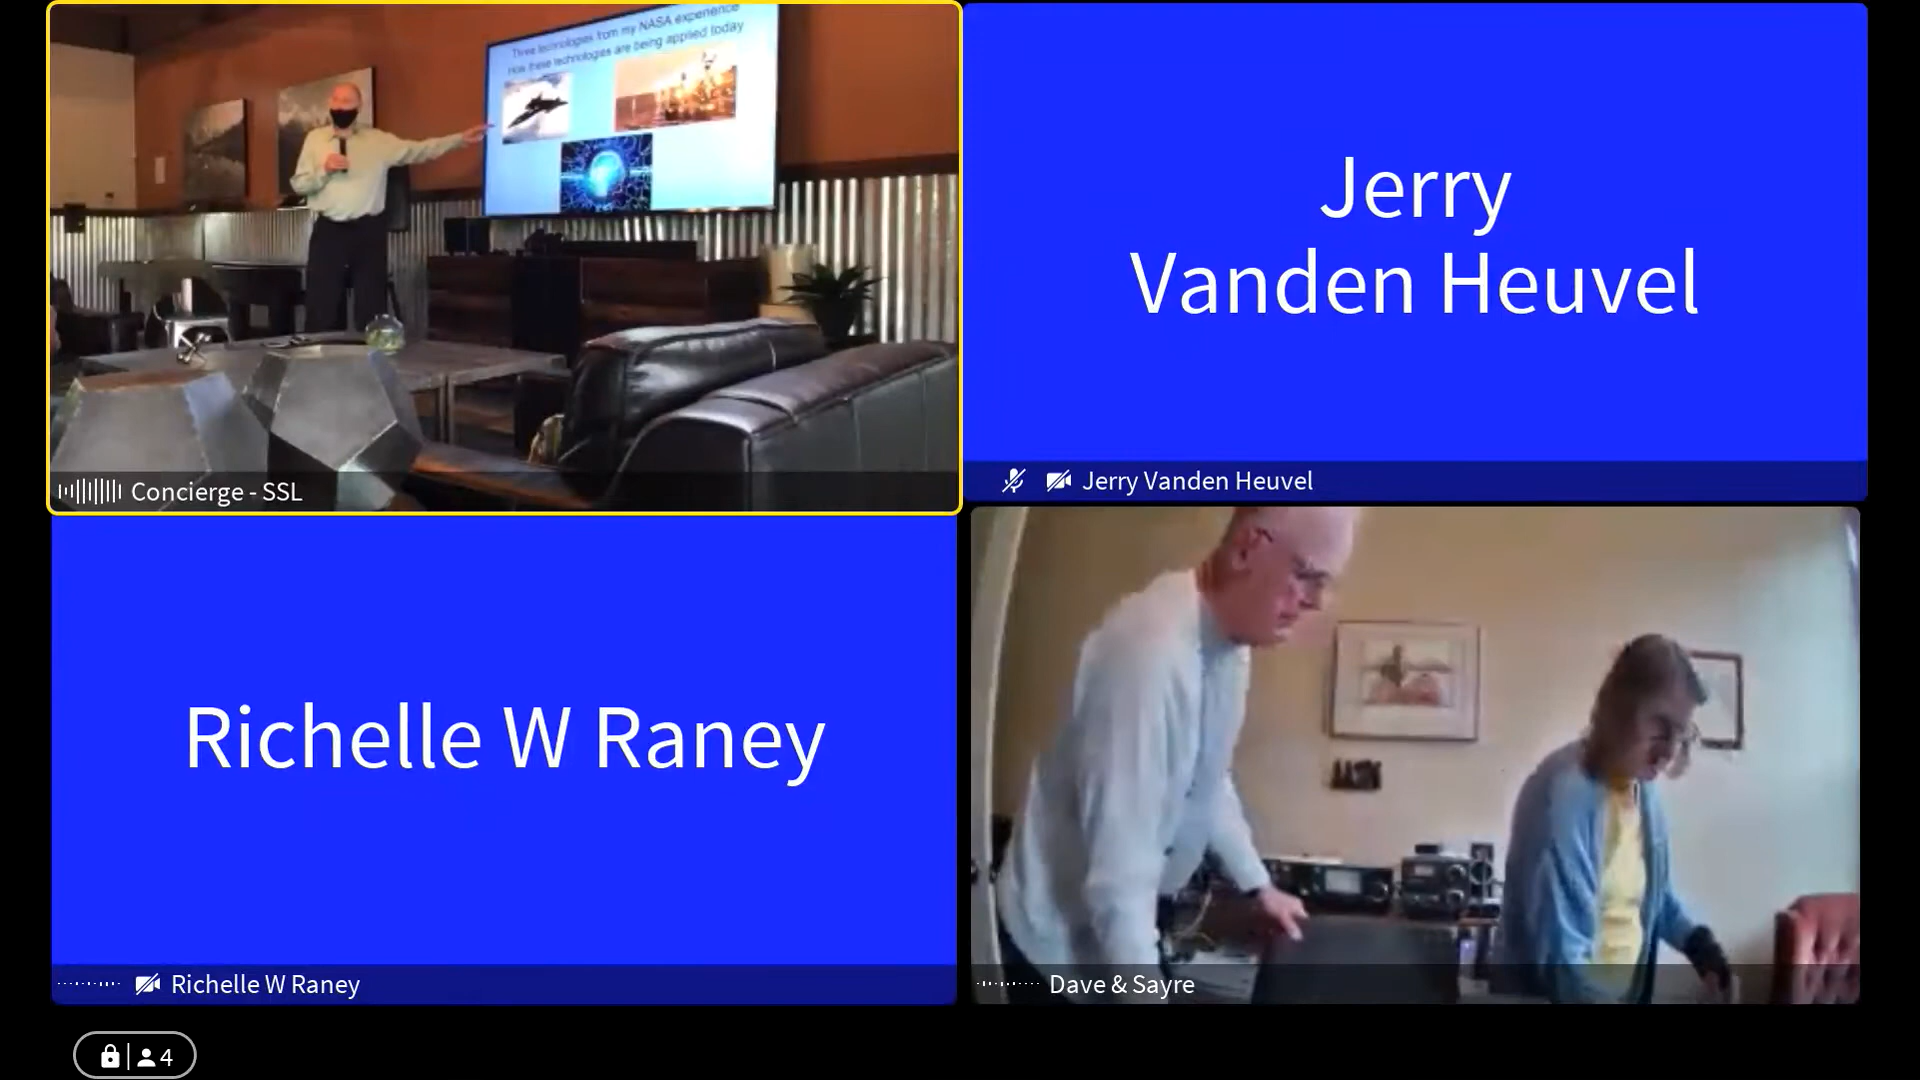 Three technologies from my NASA experience
How these technologies are being applied today
Jerry
Vanden Heuvel
Concierge - SSL
Jerry Vanden Heuvel
Richelle W Raney
Richelle W Raney
Dave & Sayre
4